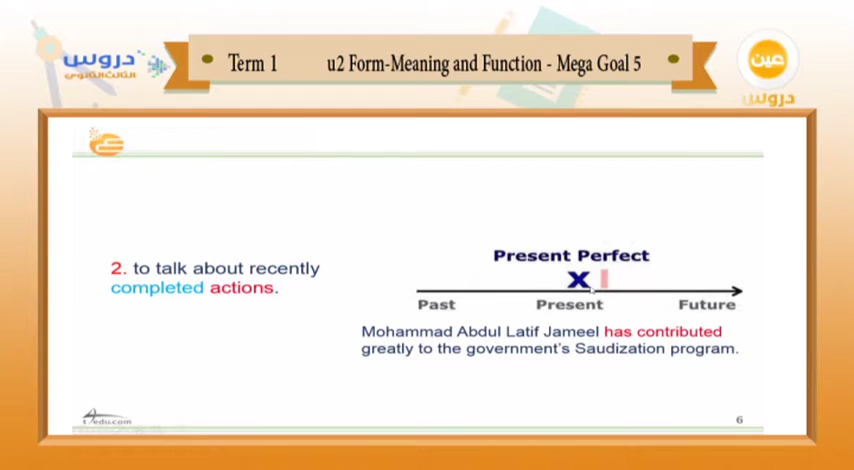 دروس
الثالث الثانوي
Term 1 u2 Form-Meaning and Function - Mega Goal 5
عين
دروس
2. to talk about recently
completed actions.
Present Perfect
X
Past Present Future
Mohammad Abdul Latif Jameel has contributed
greatly to the government's Saudization program.
t4edu.com
6